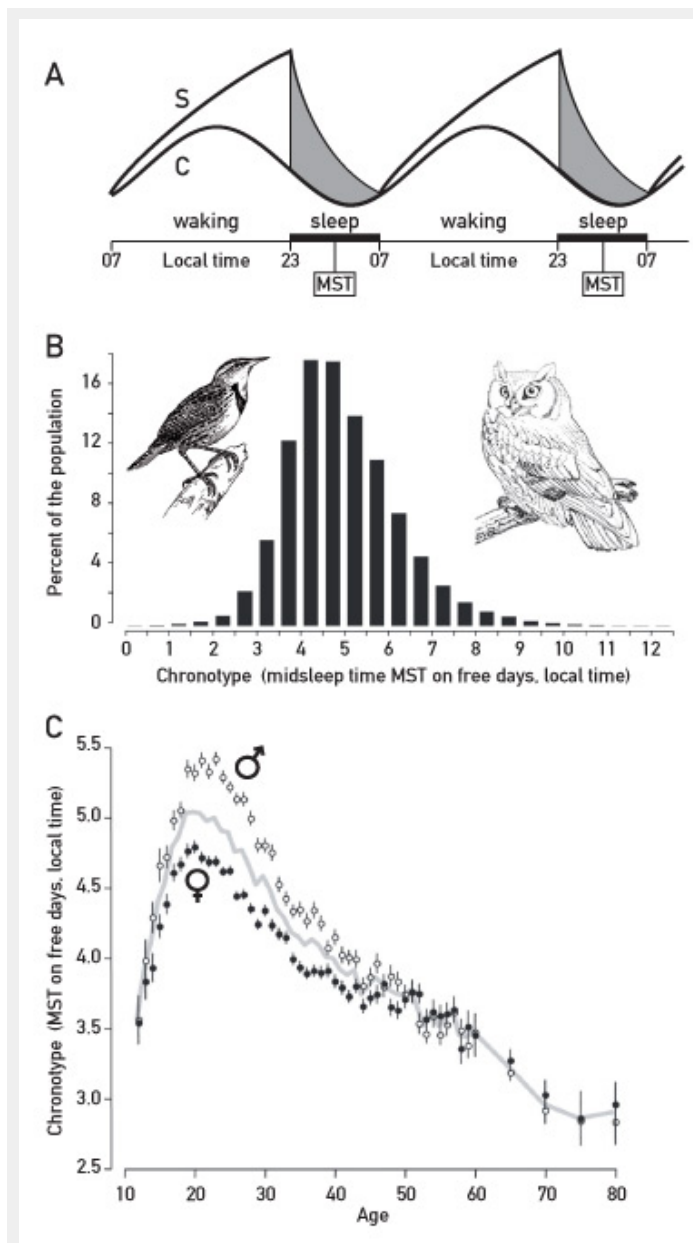 A
S
C
waking sleep waking sleep
07 Local time 23 07 Local time 23 07
MST MST
B
Percent of the population
16
12
8
4
0
0 1 2 3 4 5 6 7 8 9 10 11 12
Chronotype (midsleep time MST on free days, local time)
C
Chronotype (MST on free days, local time)
5.5
5.0
4.5
4.0
3.5
3.0
2.5
10 20 30 40 50 60 70 80
Age